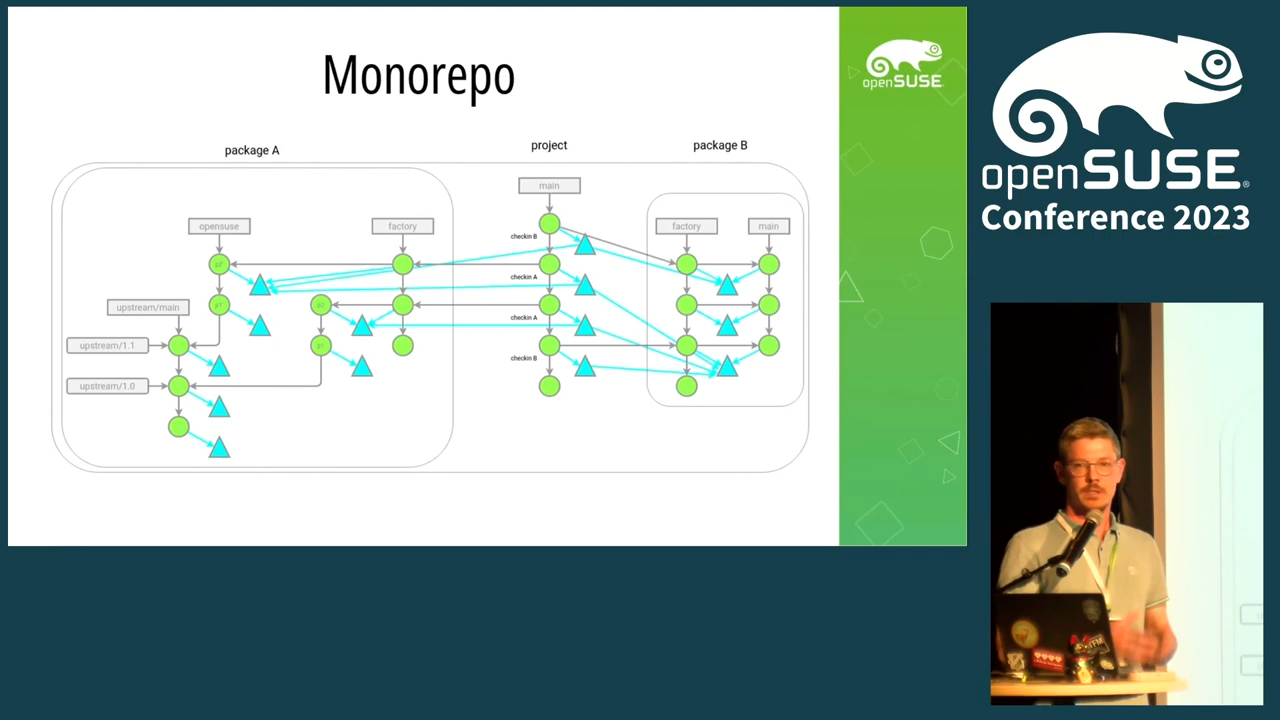 Monorepo
package A
project
package B
main
opensuse
factory
factory
main
checkin B
checkin A
upstream/main
checkin A
upstream/1.1
checkin B
upstream/1.0
openSUSE
openSUSE
Conference 2023